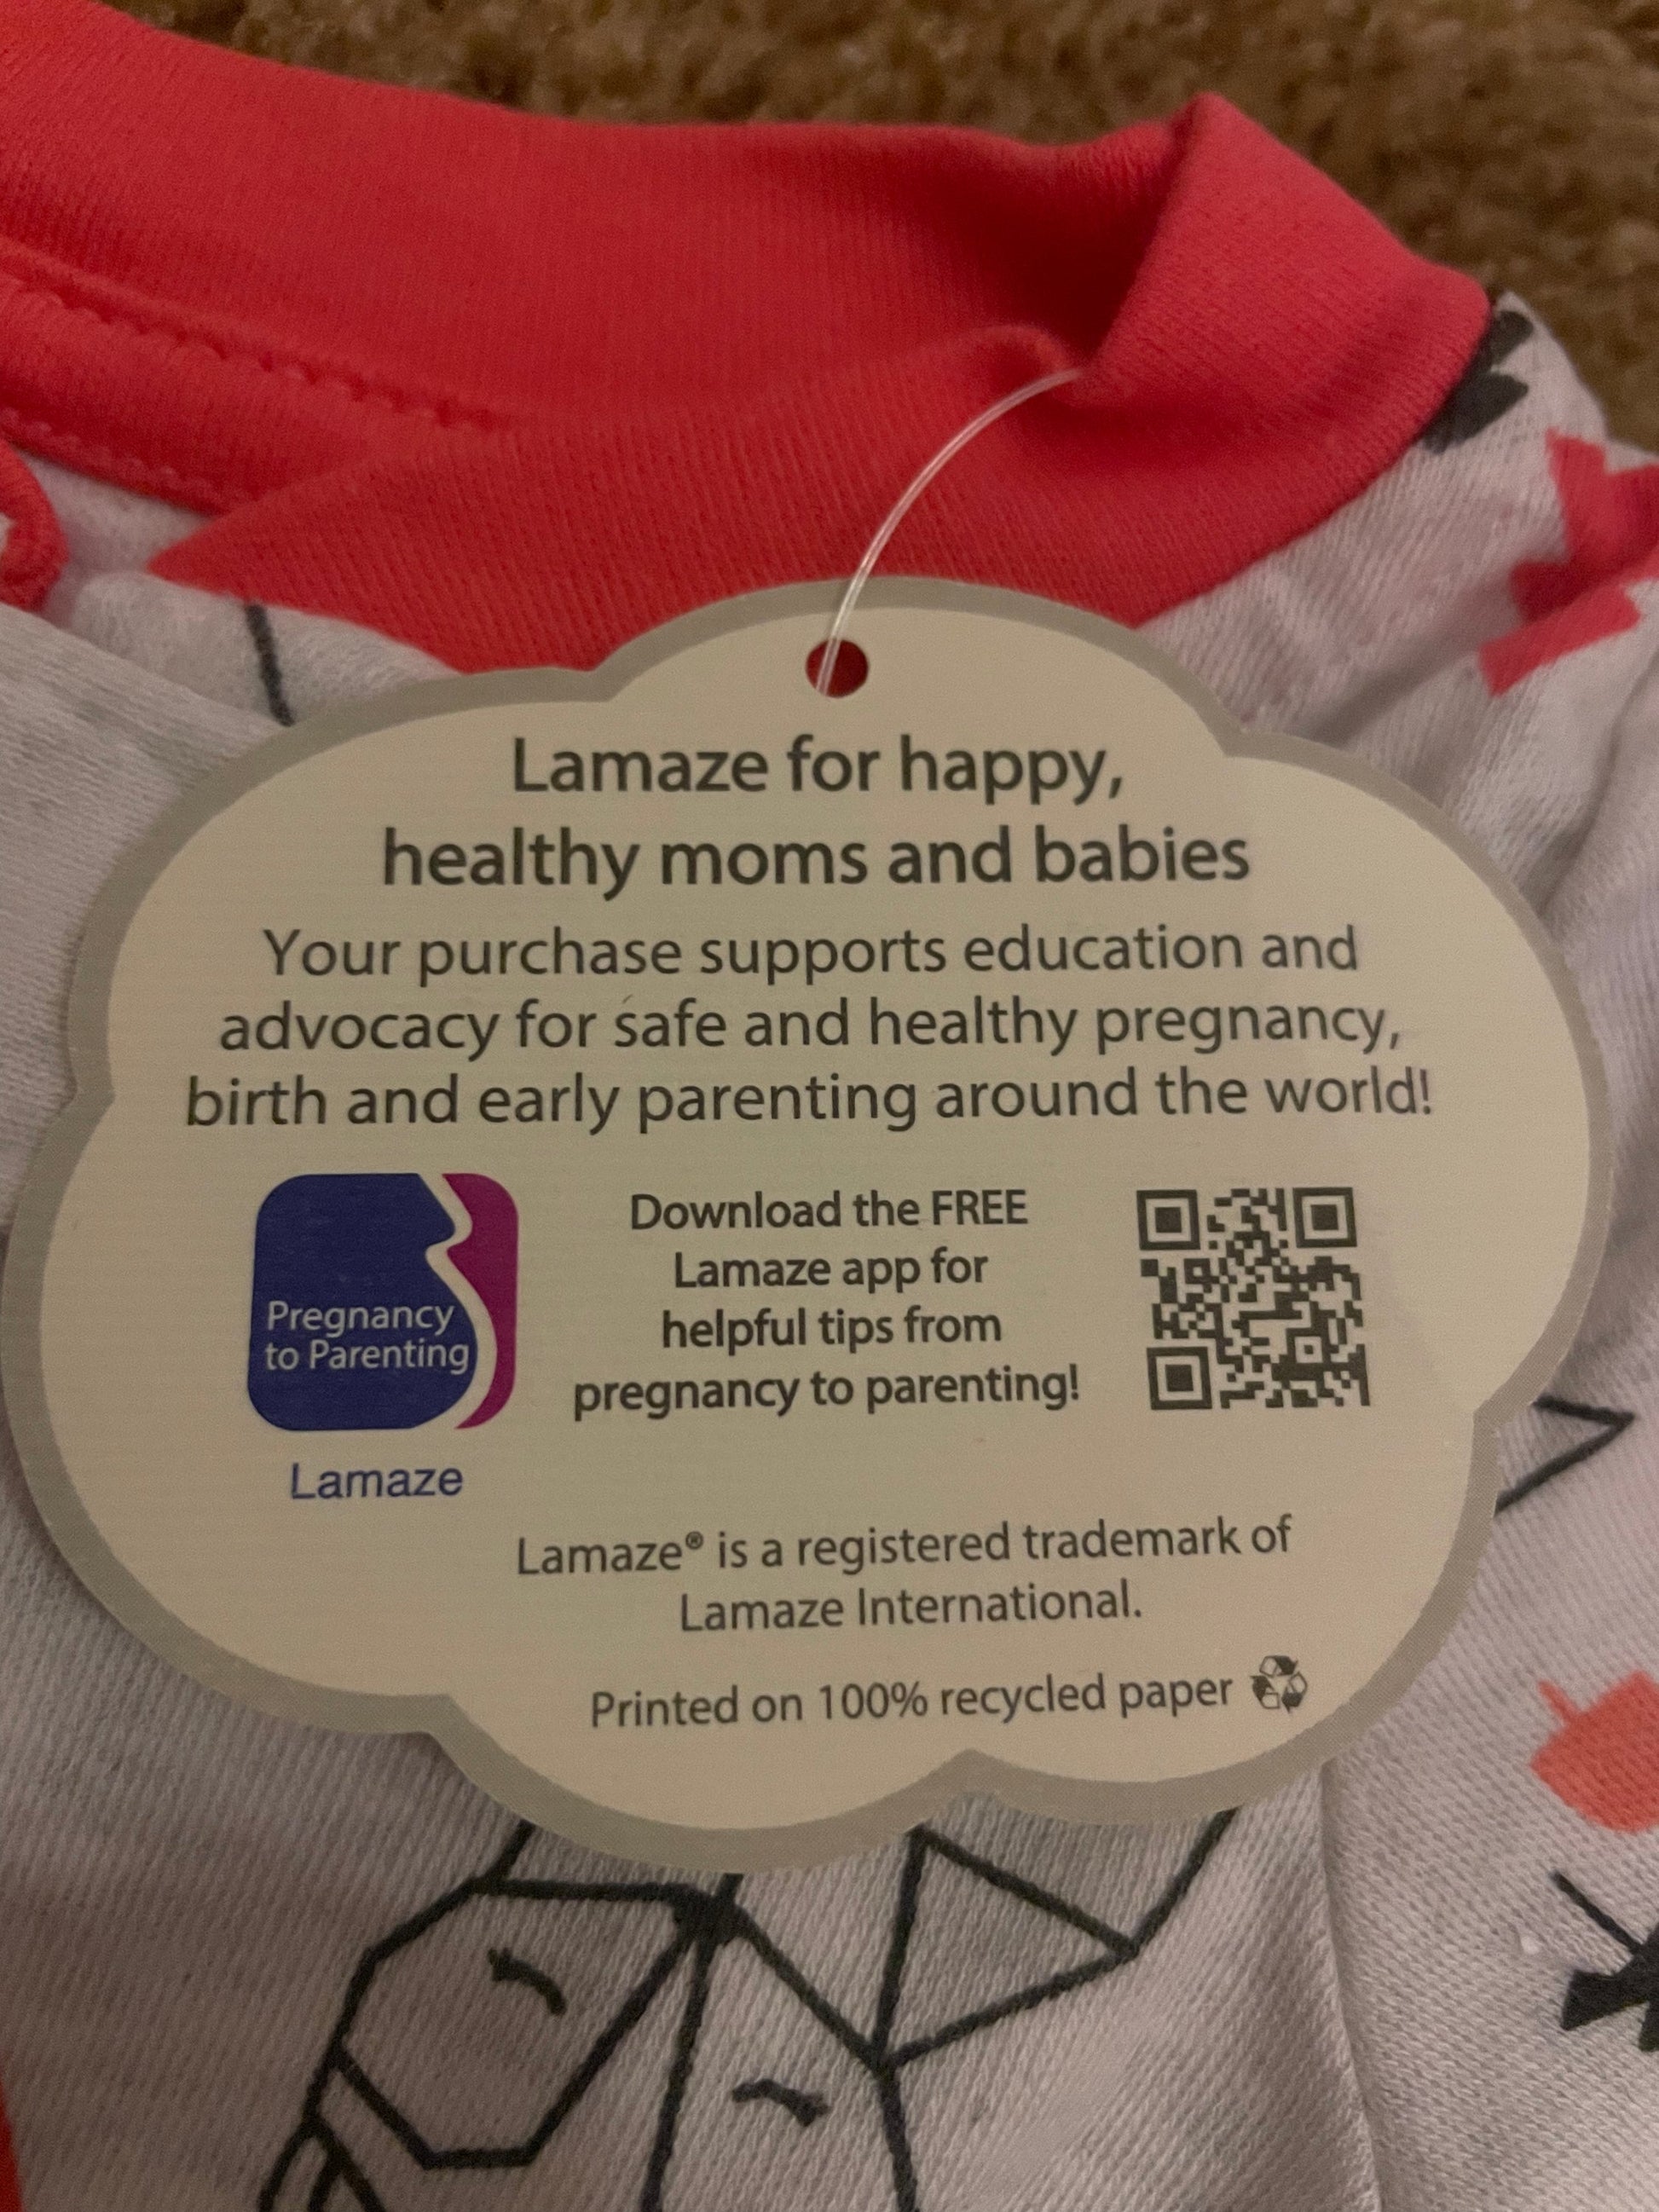 Lamaze for happy,
healthy moms and babies
Your purchase supports education and
advocacy for safe and healthy pregnancy,
birth and early parenting around the world!
Pregnancy
to Parenting
Lamaze
Download the FREE
Lamaze app for
helpful tips from
pregnancy to parenting!
Lamaze® is a registered trademark of
Lamaze International.
Printed on 100% recycled paper